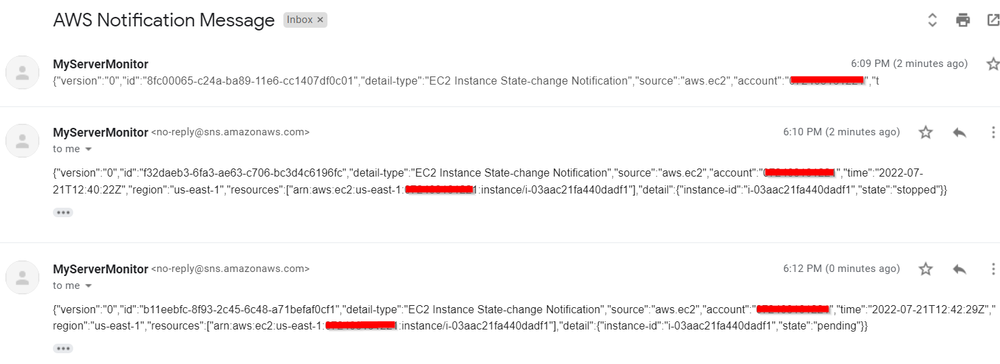 AWS Notification Message Inbox ×
MyServerMonitor 6:09 PM (2 minutes ago)
{"version":"0","id":"8fc00065-c24a-ba89-11e6-cc1407df0c01","detail-type":"EC2 Instance State-change Notification","source":"aws.ec2","account":" ","t
MyServerMonitor <no-reply@sns.amazonaws.com> 6:10 PM (2 minutes ago)
to me
{"version":"0","id":"f32daeb3-6fa3-ae63-c706-bc3d4c6196fc","detail-type":"EC2 Instance State-change Notification","source":"aws.ec2","account":" ","time":"2022-07-
21T12:40:22Z","region":"us-east-1","resources":["arn:aws:ec2:us-east-1: :instance/i-03aac21fa440dadf1"],"detail":{"instance-id":"i-03aac21fa440dadf1","state":"stopped"}}
MyServerMonitor <no-reply@sns.amazonaws.com> 6:12 PM (0 minutes ago)
to me
{"version":"0","id":"b11eebfc-8f93-2c45-6c48-a71befaf0cf1","detail-type":"EC2 Instance State-change Notification","source":"aws.ec2","account":" ","time":"2022-07-21T12:42:29Z","
region":"us-east-1","resources":["arn:aws:ec2:us-east-1: :instance/i-03aac21fa440dadf1"],"detail":{"instance-id":"i-03aac21fa440dadf1","state":"pending"}}